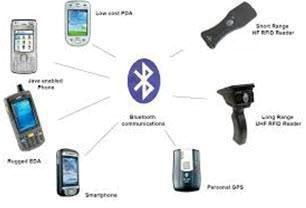 Low cost PDA
Short Range
HF RFID Reader
Java enabled
Phone
Bluetooth
communications
Long Range
UHF RFID Reader
Rugged EDA
Smartphone
Personal GPS